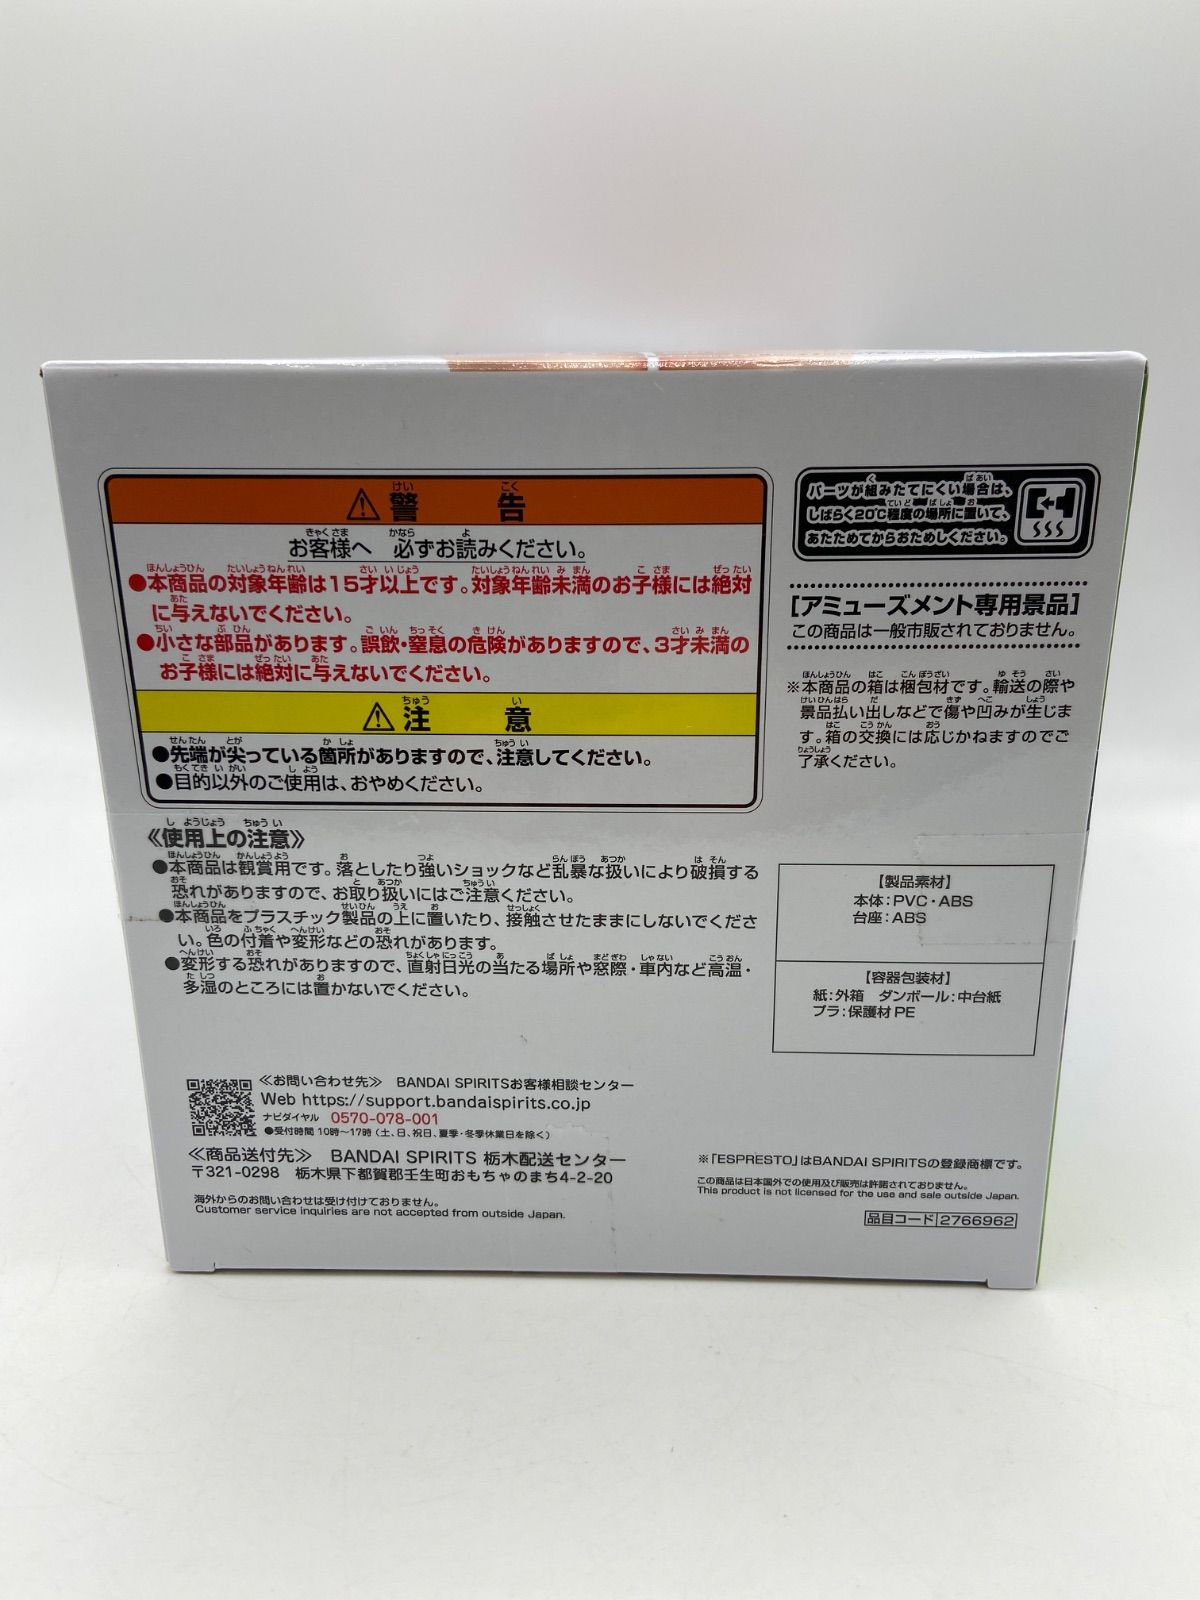 ⚠警告
お客様へ 必ずお読みください。
●本商品の対象年齢は15才以上です。対象年齢未満のお子様には絶対
に与えないでください。
●小さな部品があります。誤飲・窒息の危険がありますので、3才未満の
お子様には絶対に与えないでください。
⚠注意
●先端が尖っている箇所がありますので、注意してください。
●目的以外のご使用は、おやめください。
パーツが組みたてにくい場合は、
しばらく20℃程度の場所に置いて、
あたためてからおためしください。
[アミューズメント専用景品]
この商品は一般市販されておりません。
※本商品の箱は梱包材です。輸送の際や
景品払い出しなどで傷や凹みが生じま
す。箱の交換には応じかねますのでご
了承ください。
《使用上の注意》
●本商品は観賞用です。落としたり強いショックなど乱暴な扱いにより破損する
恐れがありますので、お取り扱いにはご注意ください。
●本商品をプラスチック製品の上に置いたり、接触させたままにしないでくださ
い。色の付着や変形などの恐れがあります。
●変形する恐れがありますので、直射日光の当たる場所や窓際・車内など高温・
多湿のところには置かないでください。
【製品素材】
本体:PVC・ABS
台座:ABS
【容器包装材】
紙:外箱 ダンボール:中台紙
プラ:保護材PE
≪お問い合わせ先≫ BANDAI SPIRITSお客様相談センター
Web https://support.bandaispirits.co.jp
ナビダイヤル 0570-078-001
●受付時間 10時〜17時(土、日、祝日、夏季・冬季休業日を除く)
≪商品送付先≫ BANDAI SPIRITS 栃木配送センター
〒321-0298 栃木県下都賀郡壬生町おもちゃのまち4-2-20
海外からのお問い合わせは受け付けておりません。
Customer service inquiries are not accepted from outside Japan.
※「ESPRESTO」はBANDAI SPIRITSの登録商標です。
この商品は日本国外での使用及び販売は許諾されておりません。
This product is not licensed for the use and sale outside Japan.
品目コード 2766962